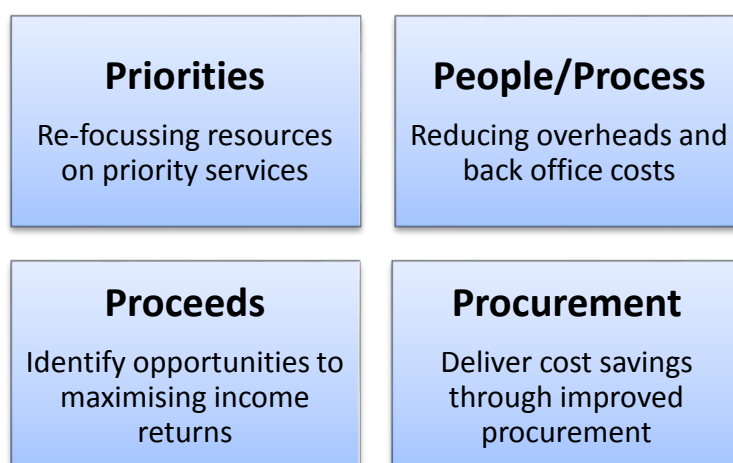 Priorities
Re-focussing resources
on priority services
People/Process
Reducing overheads and
back office costs
Proceeds
Identify opportunities to
maximising income
returns
Procurement
Deliver cost savings
through improved
procurement